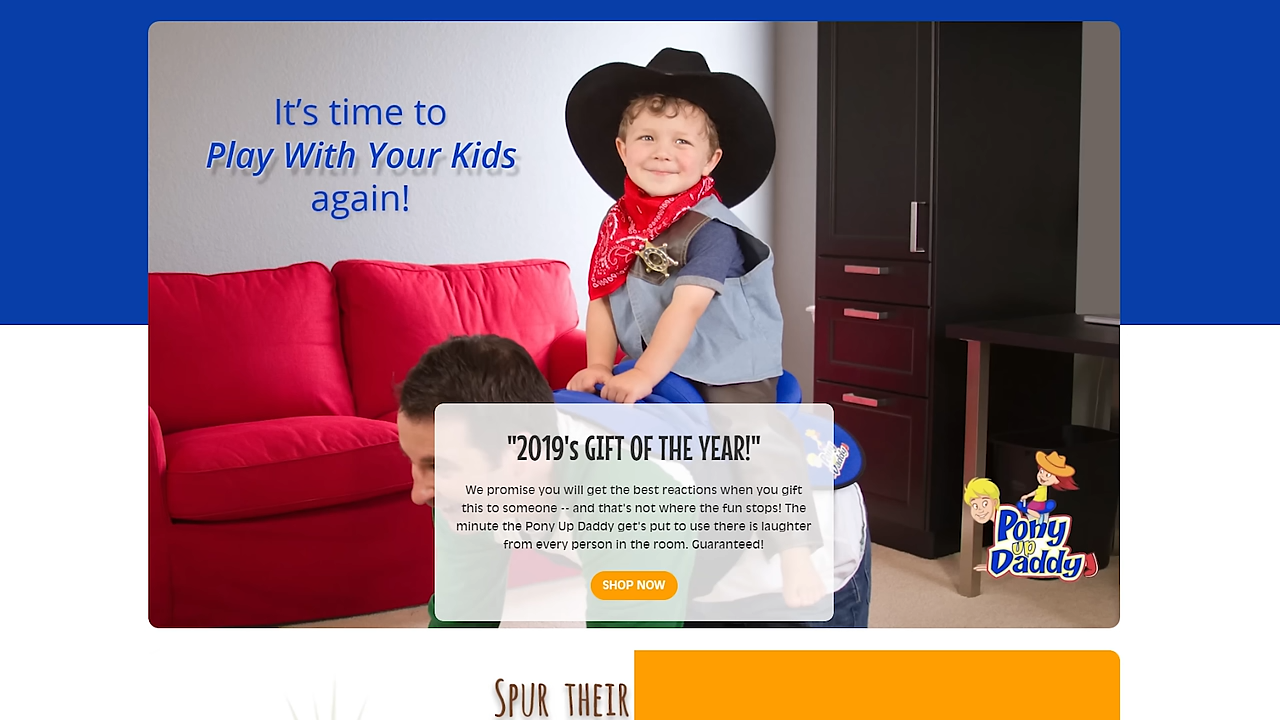 It's time to
Play With Your Kids
again!
"2019's GIFT OF THE YEAR!"
We promise you will get the best reactions when you gift
this to someone -- and that's not where the fun stops! The
minute the Pony Up Daddy get's put to use there is laughter
from every person in the room. Guaranteed!
SHOP NOW
Pony
up
Daddy
Spur their